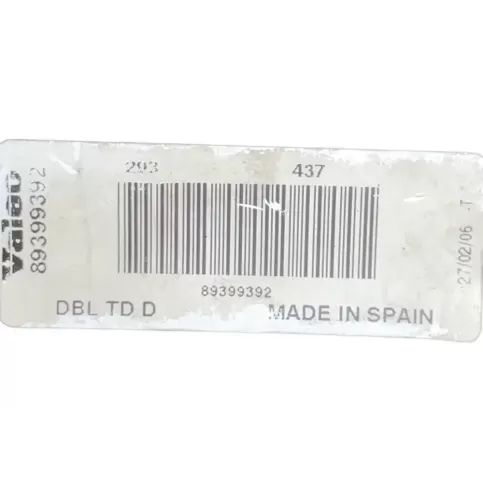 Valeo
89399392
293 437
89399392
DBL TD D MADE IN SPAIN
27/02/06 -T